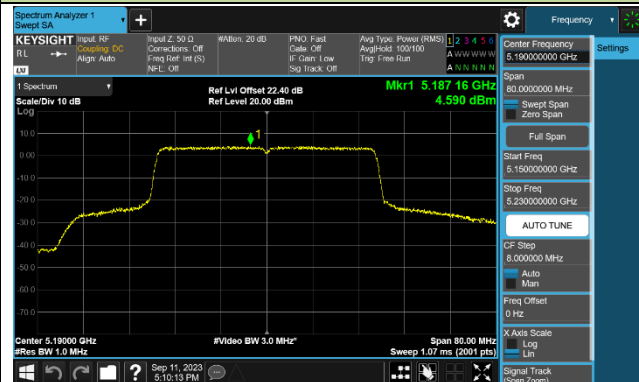 Spectrum Analyzer 1
Swept SA
Frequency
KEYSIGHT
RL
LXI
Input: RF
Coupling: DC
Align: Auto
Input Z: 50 Ω
Corrections: Off
Freq Ref: Int (S)
NFE: Off
#Atten: 20 dB
PNO: Fast
Gate: Off
IF Gain: Low
Sig Track: Off
Avg Type: Power (RMS)
Avg|Hold: 100/100
Trig: Free Run
1 2 3 4 5 6
A W W W W W
A N N N N N
1 Spectrum
Scale/Div 10 dB
Log
Ref Lvl Offset 22.40 dB
Ref Level 20.00 dBm
Mkr1 5.187 16 GHz
4.590 dBm
1
10.0
0.00
-10.0
-20.0
-30.0
-40.0
-50.0
-60.0
-70.0
Center 5.19000 GHz
#Res BW 1.0 MHz
#Video BW 3.0 MHz*
Span 80.00 MHz
Sweep 1.07 ms (2001 pts)
Sep 11, 2023
5:10:13 PM
Center Frequency
5.190000000 GHz
Settings
Span
80.0000000 MHz
Swept Span
Zero Span
Full Span
Start Freq
5.150000000 GHz
Stop Freq
5.230000000 GHz
AUTO TUNE
CF Step
8.000000 MHz
Auto
Man
Freq Offset
0 Hz
X Axis Scale
Log
Lin
Signal Track
(Span Zoom)